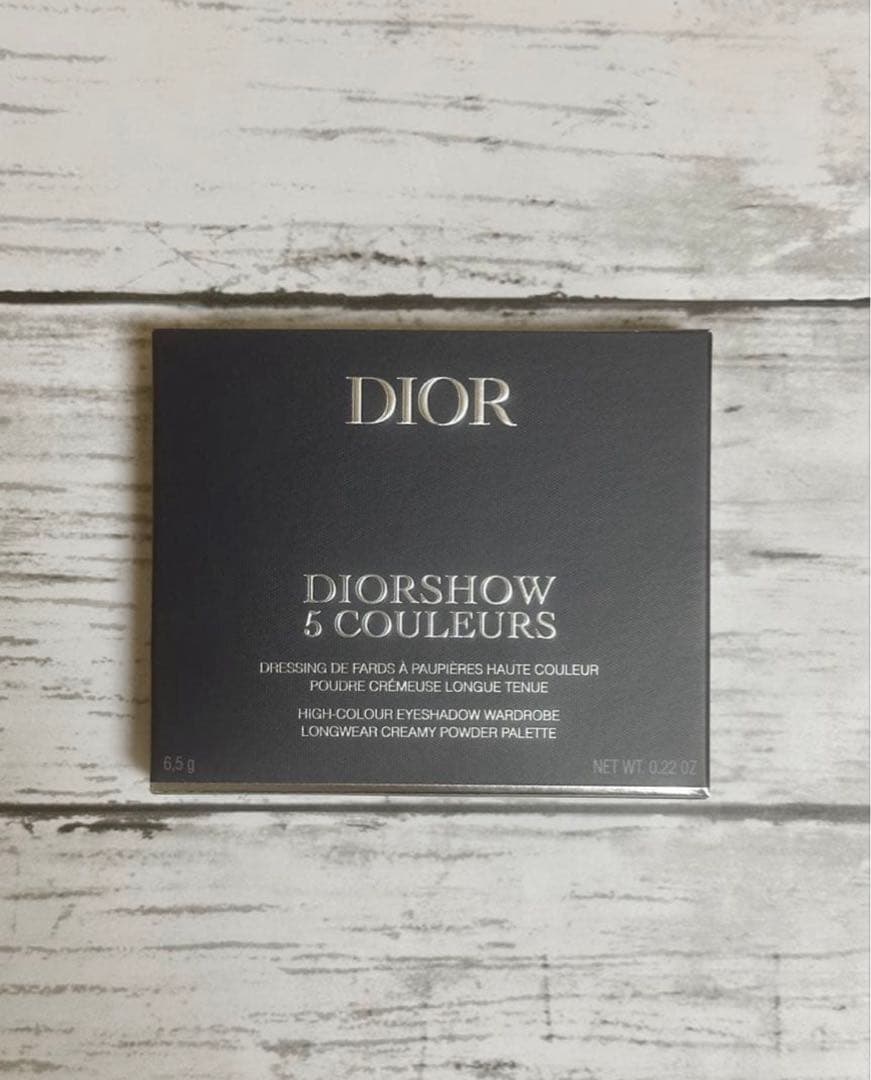 DIOR
DIORSHOW
5 COULEURS
DRESSING DE FARDS À PAUPIÈRES HAUTE COULEUR
POUDRE CRÉMEUSE LONGUE TENUE
HIGH-COLOUR EYESHADOW WARDROBE
LONGWEAR CREAMY POWDER PALETTE
6,5 g NET WT. 0.22 OZ